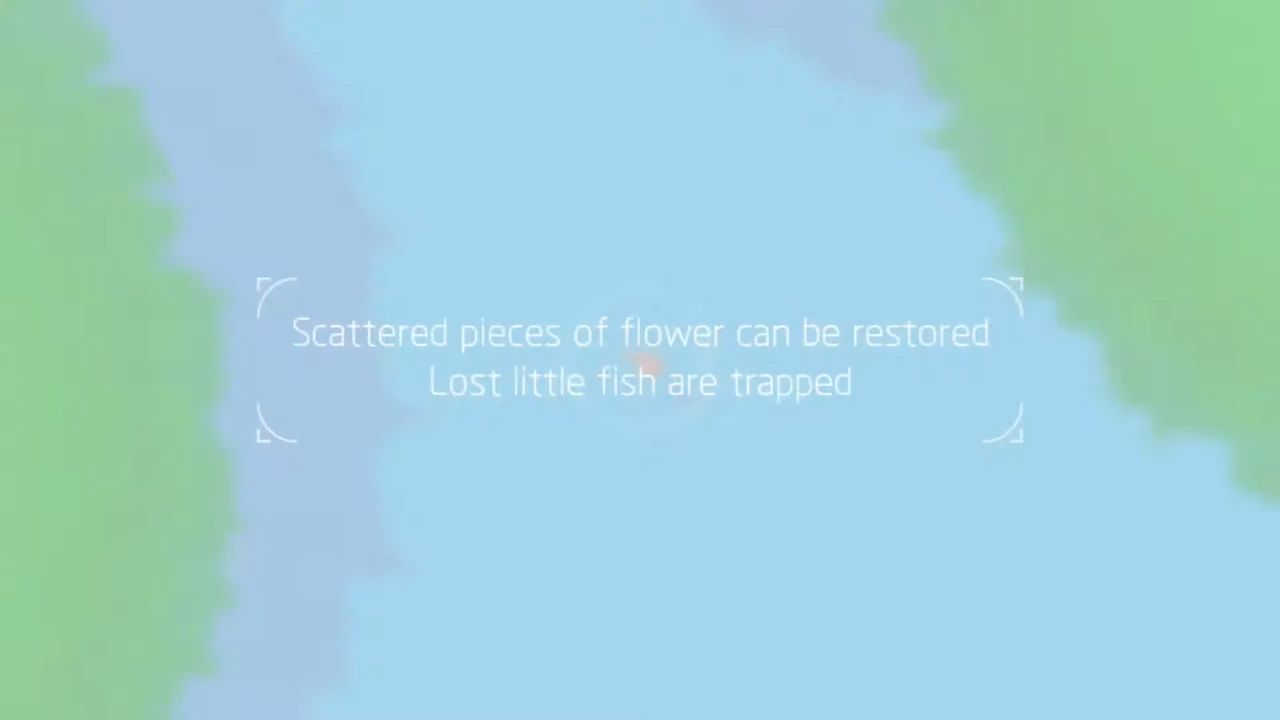 Scattered pieces of flower can be restored
Lost little fish are trapped